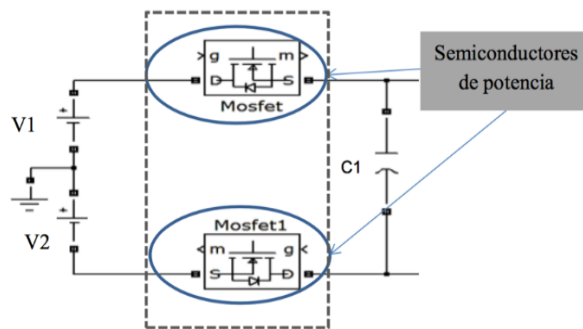 g m
D S
Mosfet
Semiconductores
de potencia
V1
+
C1
V2
+
Mosfet1
m g
S D